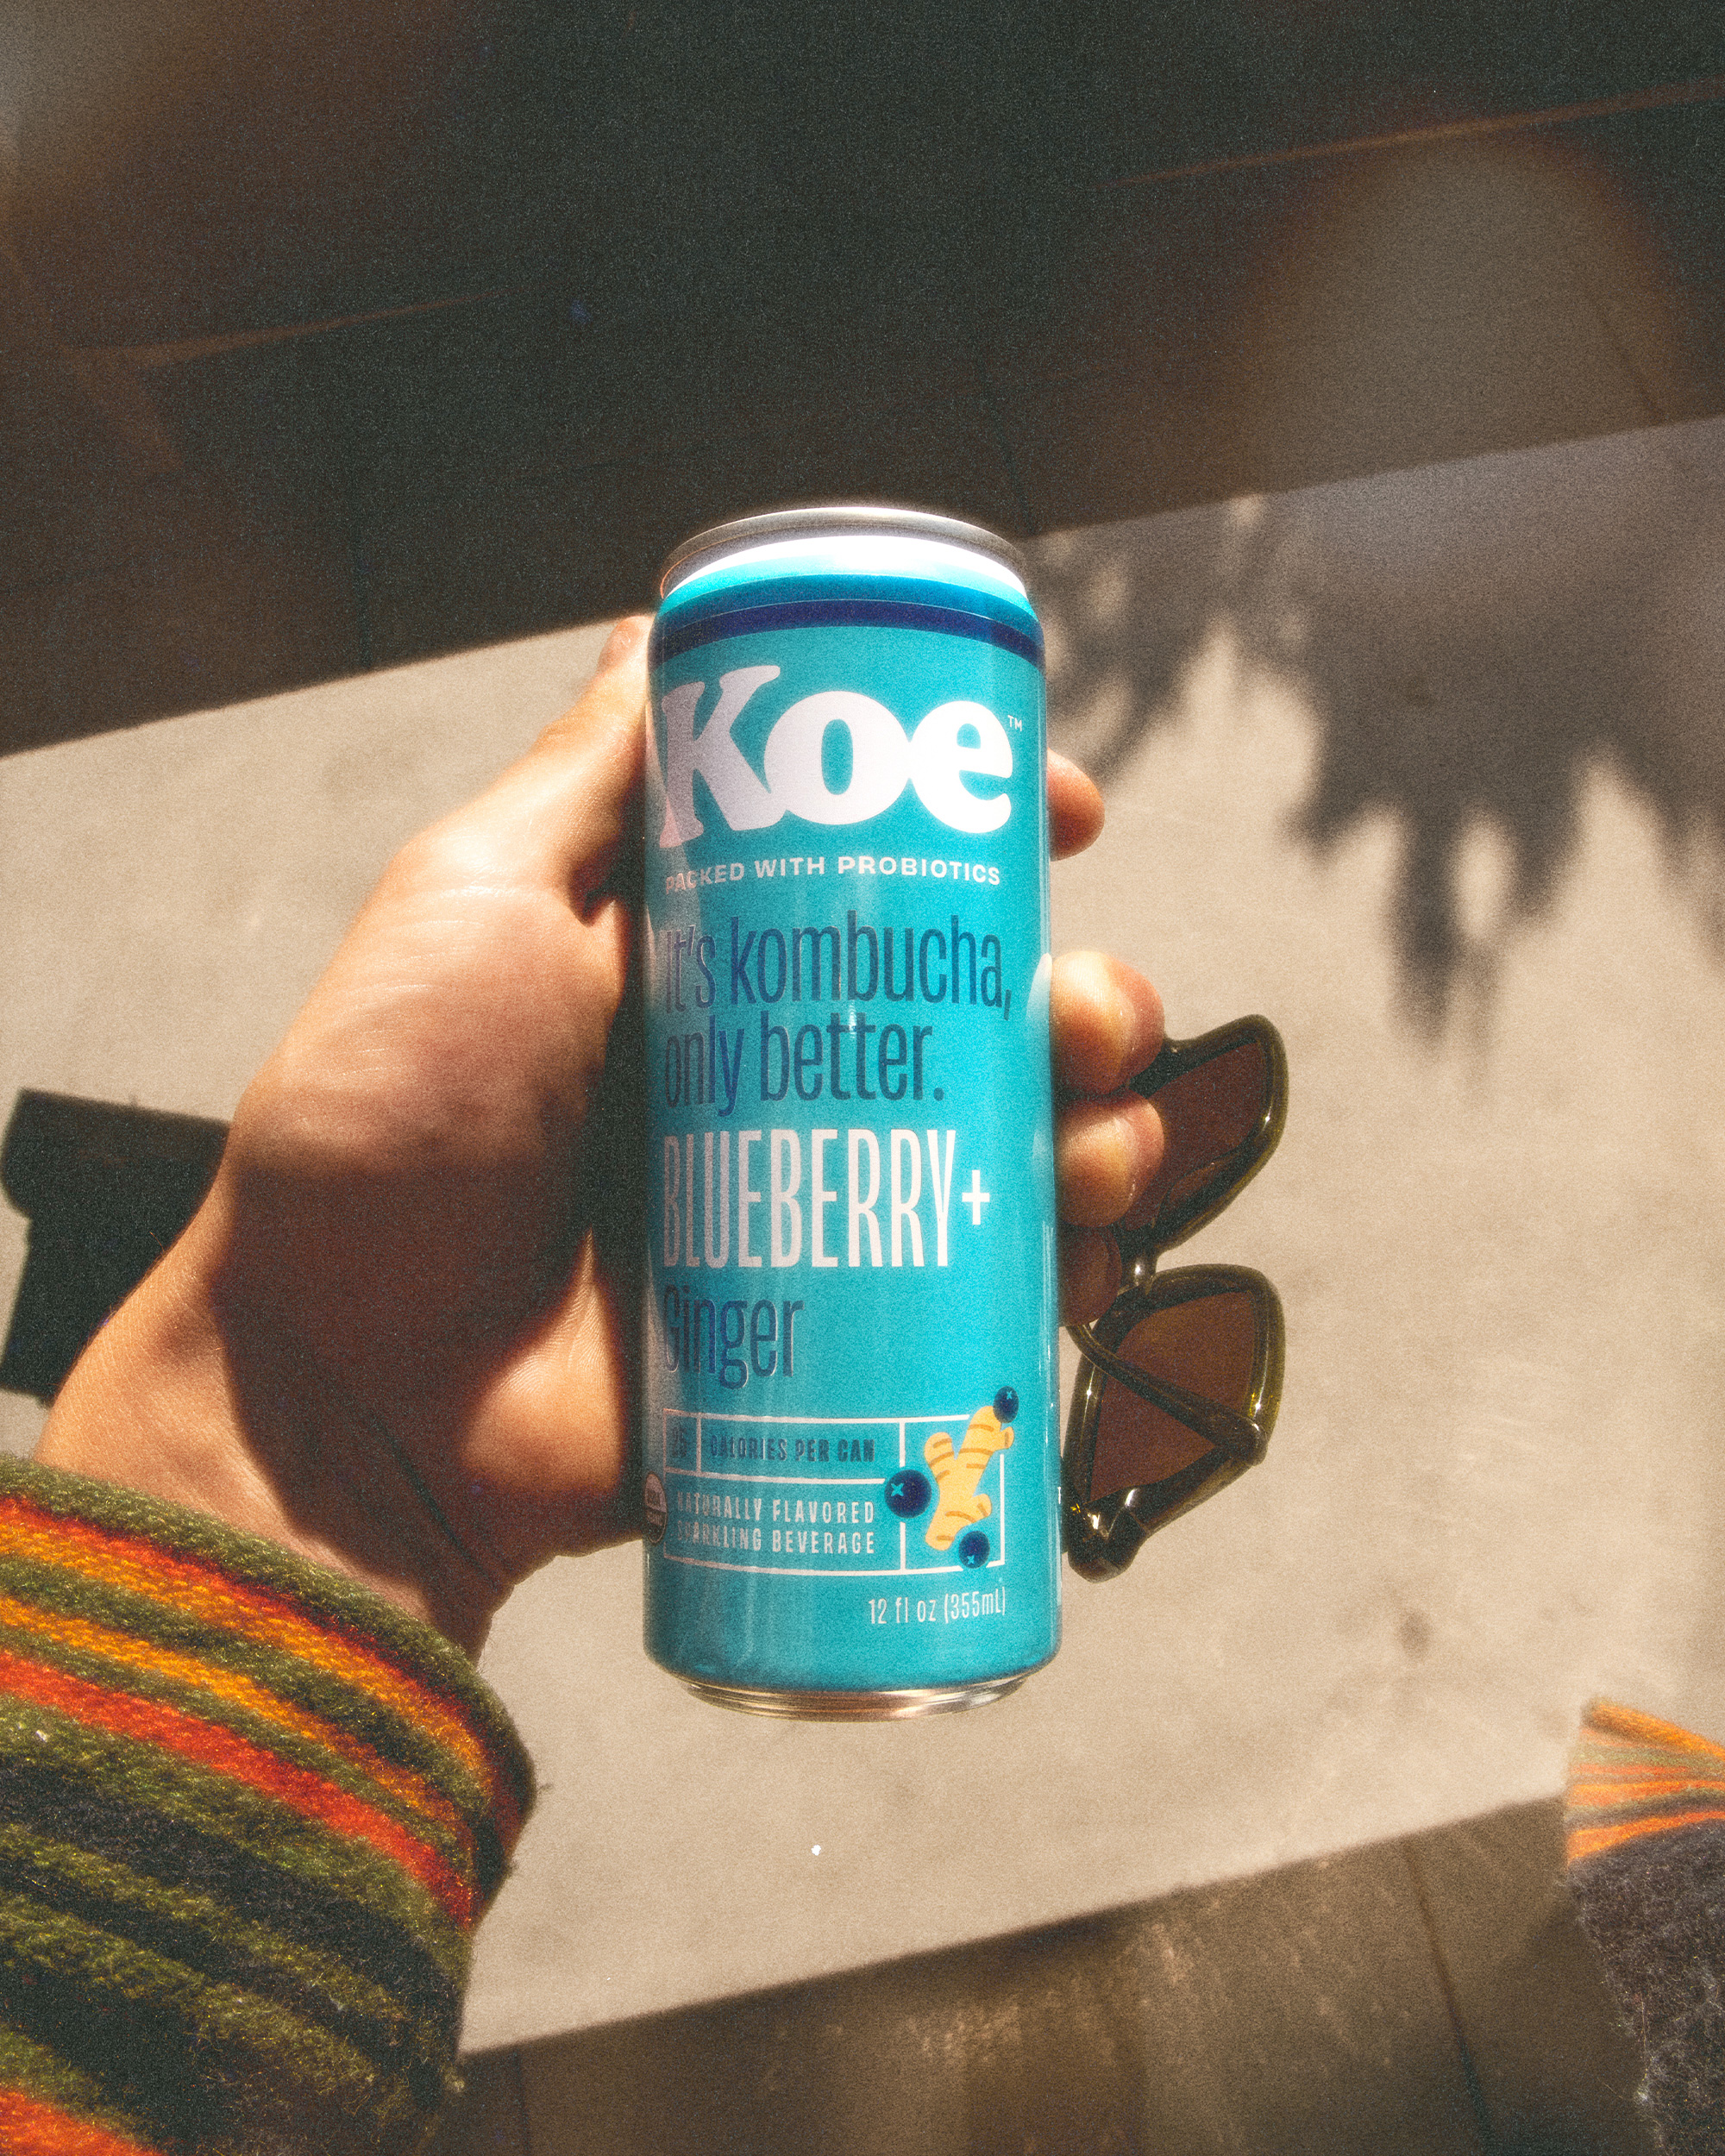 Koe™
PACKED WITH PROBIOTICS
It's kombucha,
only better.
BLUEBERRY+
Ginger
CALORIES PER CAN
NATURALLY FLAVORED
SPARKLING BEVERAGE
12 fl oz (355mL)